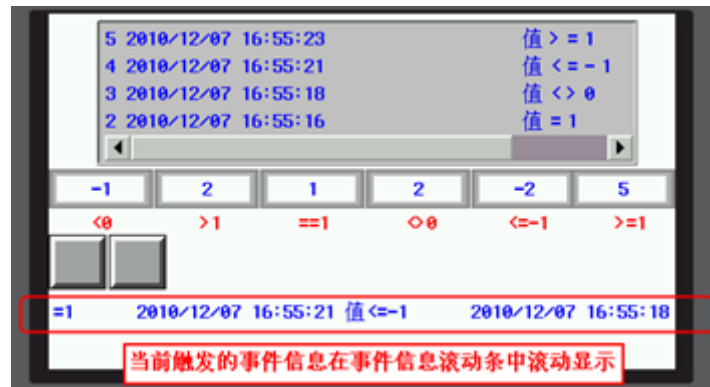 5 2010/12/07 16:55:23 值 > = 1
4 2010/12/07 16:55:21 值 < = - 1
3 2010/12/07 16:55:18 值 <> 0
2 2010/12/07 16:55:16 值 = 1
-1 2 1 2 -2 5
<0 >1 ==1 <>0 <=-1 >=1
=1 2010/12/07 16:55:21 值<=-1 2010/12/07 16:55:18
当前触发的事件信息在事件信息滚动条中滚动显示